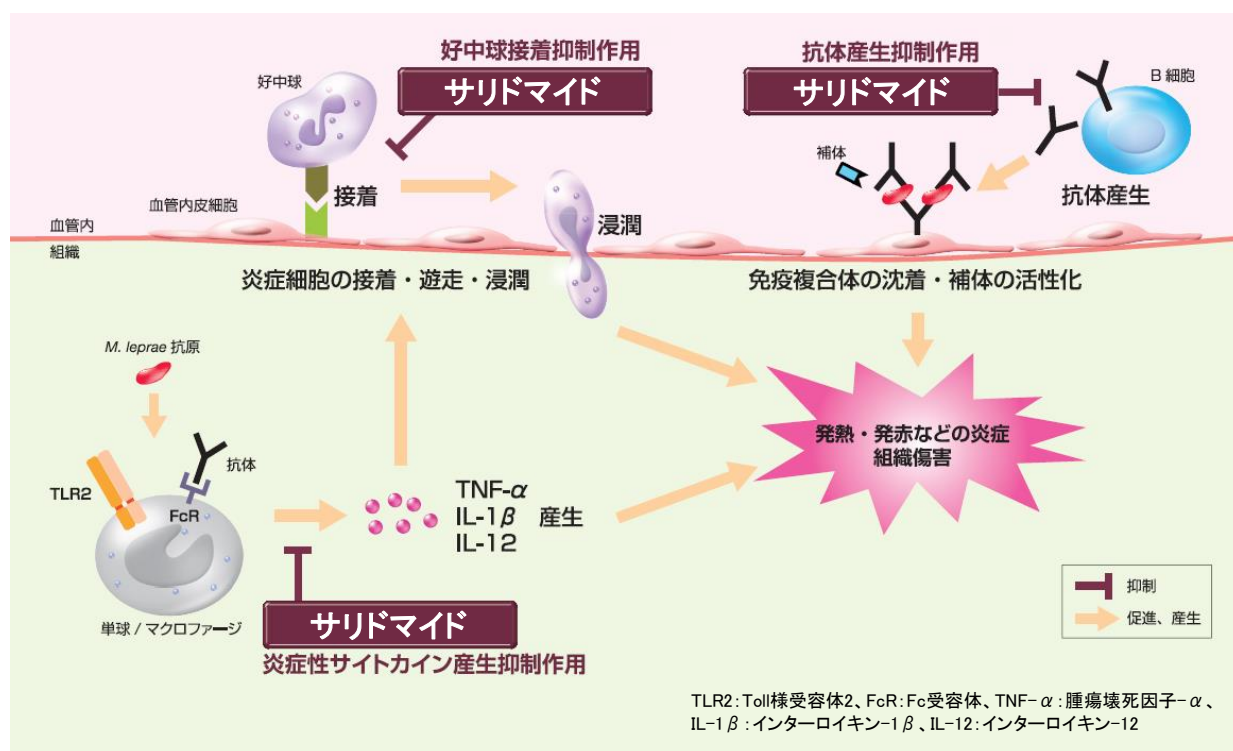 好中球接着抑制作用
サリドマイド
好中球
接着
血管内皮細胞
血管内
組織
浸潤
炎症細胞の接着・遊走・浸潤
抗体産生抑制作用
サリドマイド
B 細胞
補体
抗体産生
免疫複合体の沈着・補体の活性化
M. leprae 抗原
抗体
TLR2
FcR
単球 / マクロファージ
TNF-α
IL-1β 産生
IL-12
サリドマイド
炎症性サイトカイン産生抑制作用
発熱・発赤などの炎症
組織傷害
抑制
促進、産生
TLR2:Toll様受容体2、FcR:Fc受容体、TNF-α:腫瘍壊死因子-α、
IL-1β:インターロイキン-1β、IL-12:インターロイキン-12